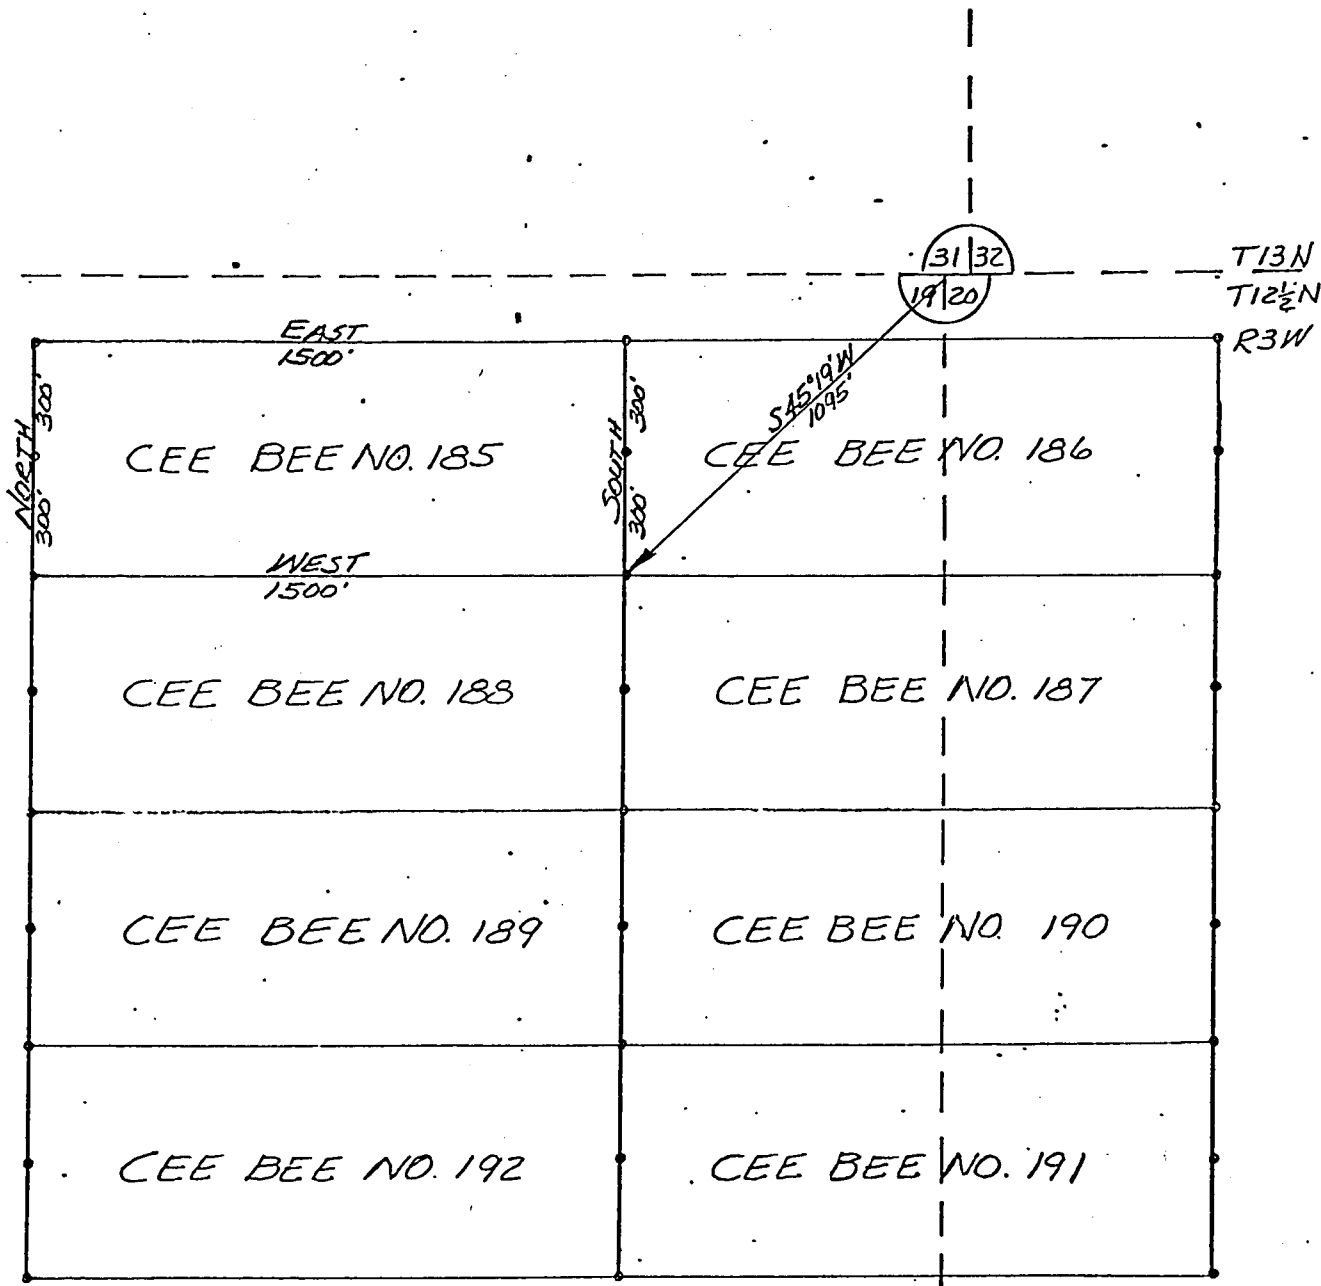 31 32
T13N
19 20
T12½N
R3W
EAST
1500'
S45°19'W
1095'
NORTH
300'
300'
SOUTH
300'
300'
CEE BEE NO. 185
CEE BEE NO. 186
WEST
1500'
CEE BEE NO. 188
CEE BEE NO. 187
CEE BEE NO. 189
CEE BEE NO. 190
CEE BEE NO. 192
CEE BEE NO. 191